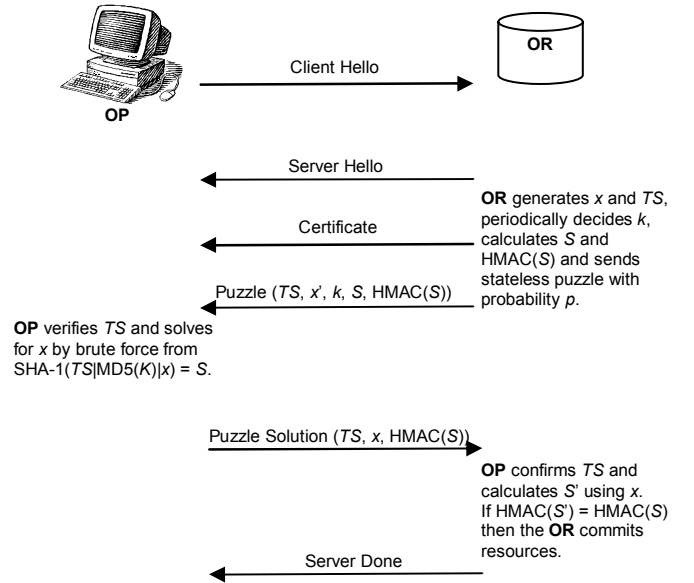 OP
OR
Client Hello
Server Hello
Certificate
Puzzle (TS, x', k, S, HMAC(S))
OR generates x and TS,
periodically decides k,
calculates S and
HMAC(S) and sends
stateless puzzle with
probability p.
OP verifies TS and solves
for x by brute force from
SHA-1(TS|MD5(K)|x) = S.
Puzzle Solution (TS, x, HMAC(S))
OP confirms TS and
calculates S' using x.
If HMAC(S') = HMAC(S)
then the OR commits
resources.
Server Done